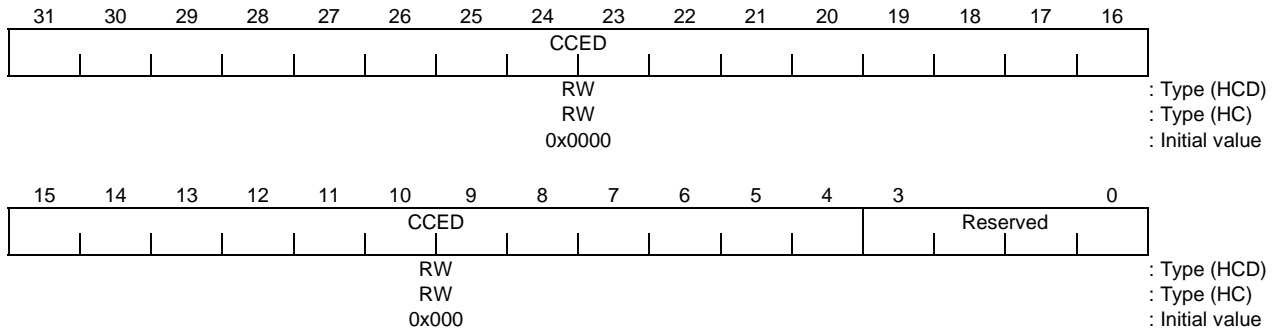 31 30 29 28 27 26 25 24 23 22 21 20 19 18 17 16
CCED
RW : Type (HCD)
RW : Type (HC)
0x0000 : Initial value
15 14 13 12 11 10 9 8 7 6 5 4 3 0
CCED Reserved
RW : Type (HCD)
RW : Type (HC)
0x000 : Initial value